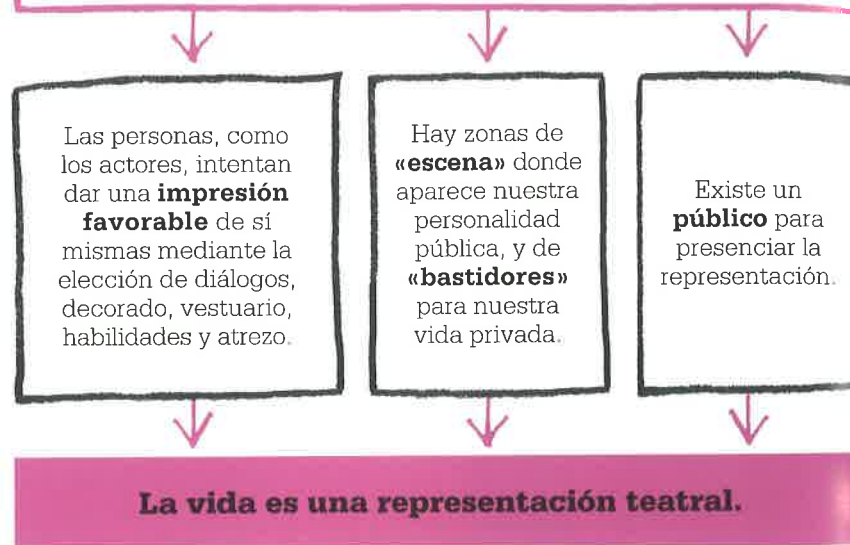 Las personas, como
los actores, intentan
dar una impresión
favorable de sí
mismas mediante la
elección de diálogos,
decorado, vestuario,
habilidades y atrezo.
Hay zonas de
«escena» donde
aparece nuestra
personalidad
pública, y de
«bastidores»
para nuestra
vida privada.
Existe un
público para
presenciar la
representación.
La vida es una representación teatral.